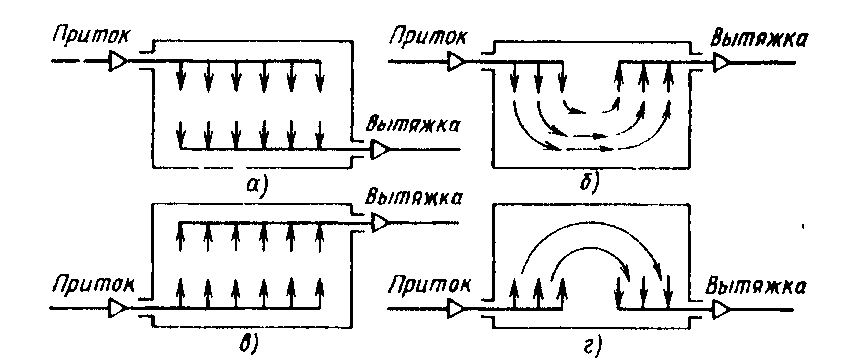 Приток
Вытяжка
а)
Приток
Вытяжка
б)
Приток
Вытяжка
в)
Приток
Вытяжка
г)